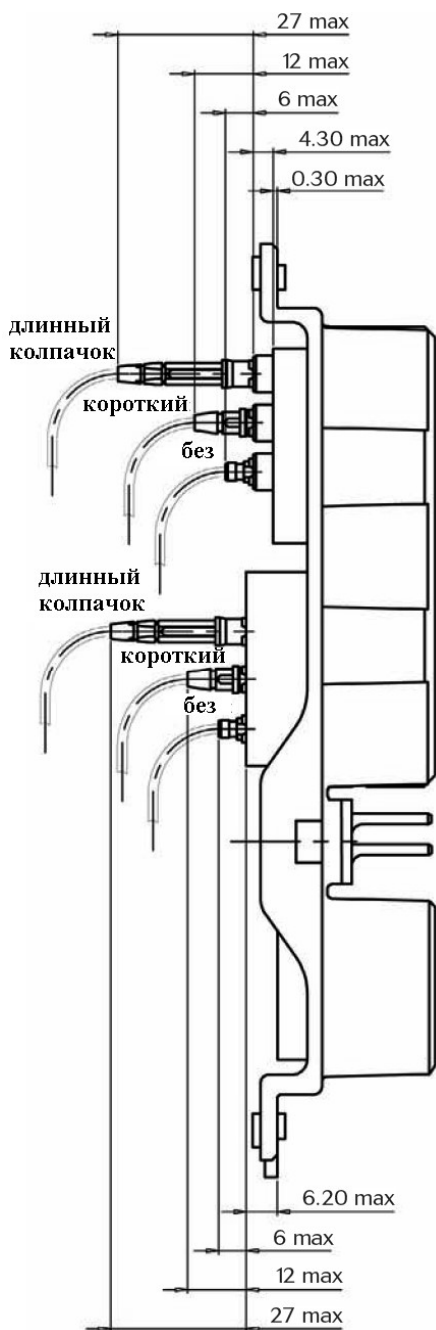 27 max
12 max
6 max
4.30 max
0.30 max
длинный
колпачок
короткий
без
длинный
колпачок
короткий
без
6.20 max
6 max
12 max
27 max